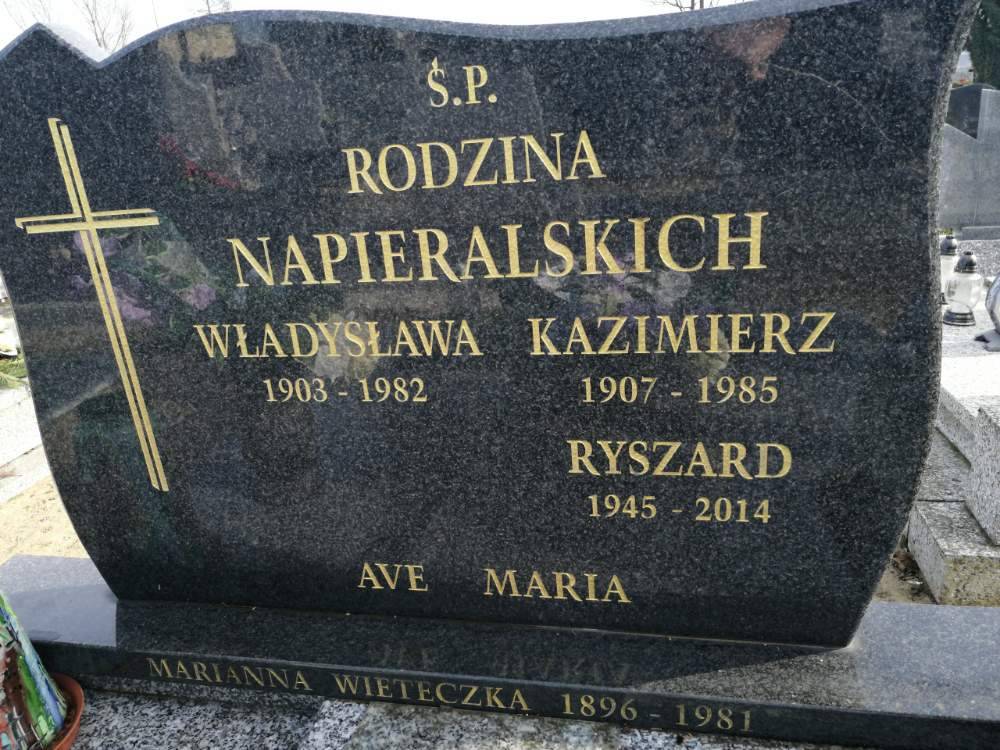 Ś.P.
RODZINA
NAPIERALSKICH
WŁADYSŁAWA KAZIMIERZ
1903 - 1982 1907 - 1985
RYSZARD
1945 - 2014
AVE MARIA
MARIANNA WIETECZKA 1896 - 1981